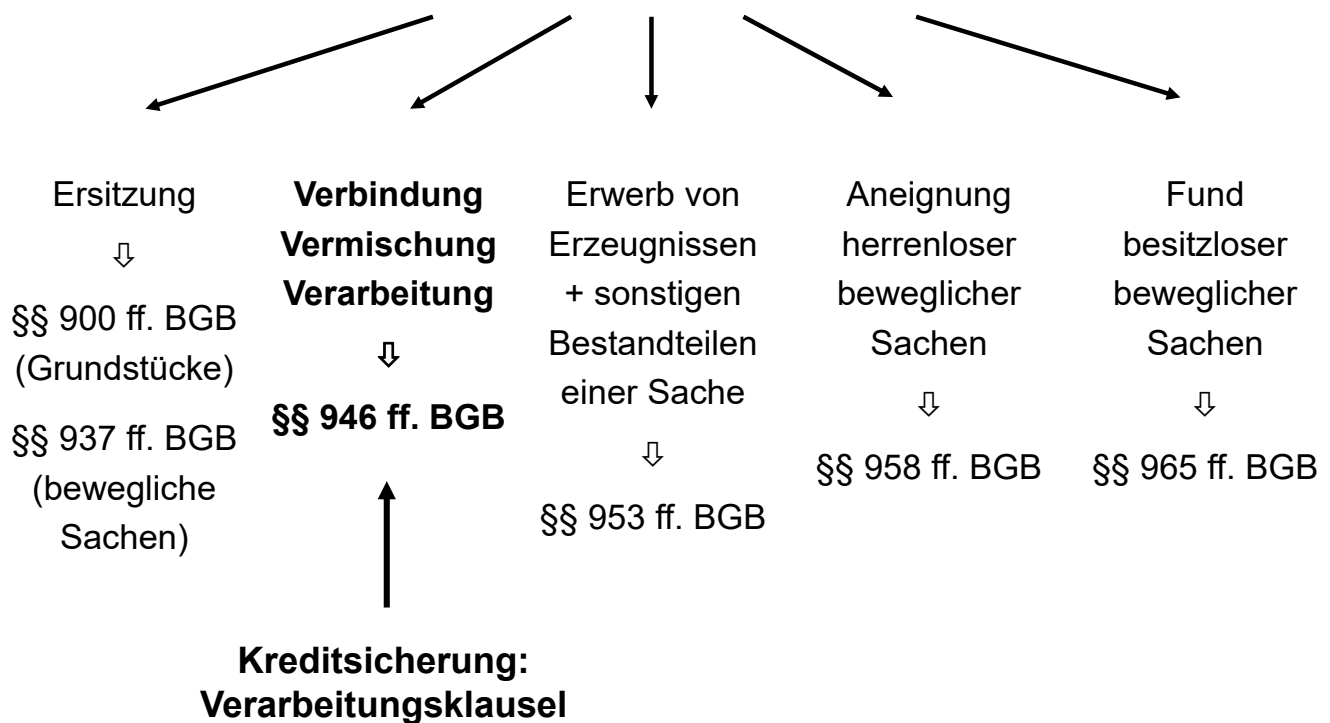 Ersitzung
⇩
§§ 900 ff. BGB
(Grundstücke)
§§ 937 ff. BGB
(bewegliche
Sachen)
Verbindung
Vermischung
Verarbeitung
⇩
§§ 946 ff. BGB
Kreditsicherung:
Verarbeitungsklausel
Erwerb von
Erzeugnissen
+ sonstigen
Bestandteilen
einer Sache
⇩
§§ 953 ff. BGB
Aneignung
herrenloser
beweglicher
Sachen
⇩
§§ 958 ff. BGB
Fund
besitzloser
beweglicher
Sachen
⇩
§§ 965 ff. BGB